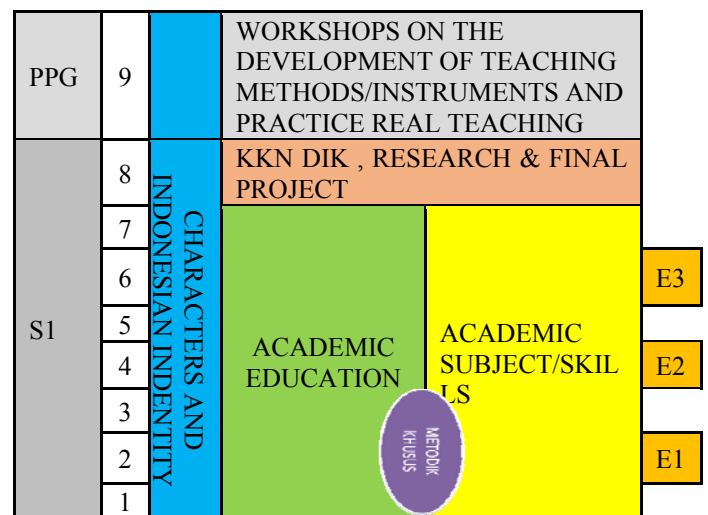 PPG
9
WORKSHOPS ON THE
DEVELOPMENT OF TEACHING
METHODS/INSTRUMENTS AND
PRACTICE REAL TEACHING
S1
8
KKN DIK , RESEARCH & FINAL
PROJECT
CHARACTERS AND
INDONESIAN INDENTITY
7
6
5
4
3
2
1
ACADEMIC
EDUCATION
ACADEMIC
SUBJECT/SKIL
LS
METODIK
KHUSUS
E3
E2
E1